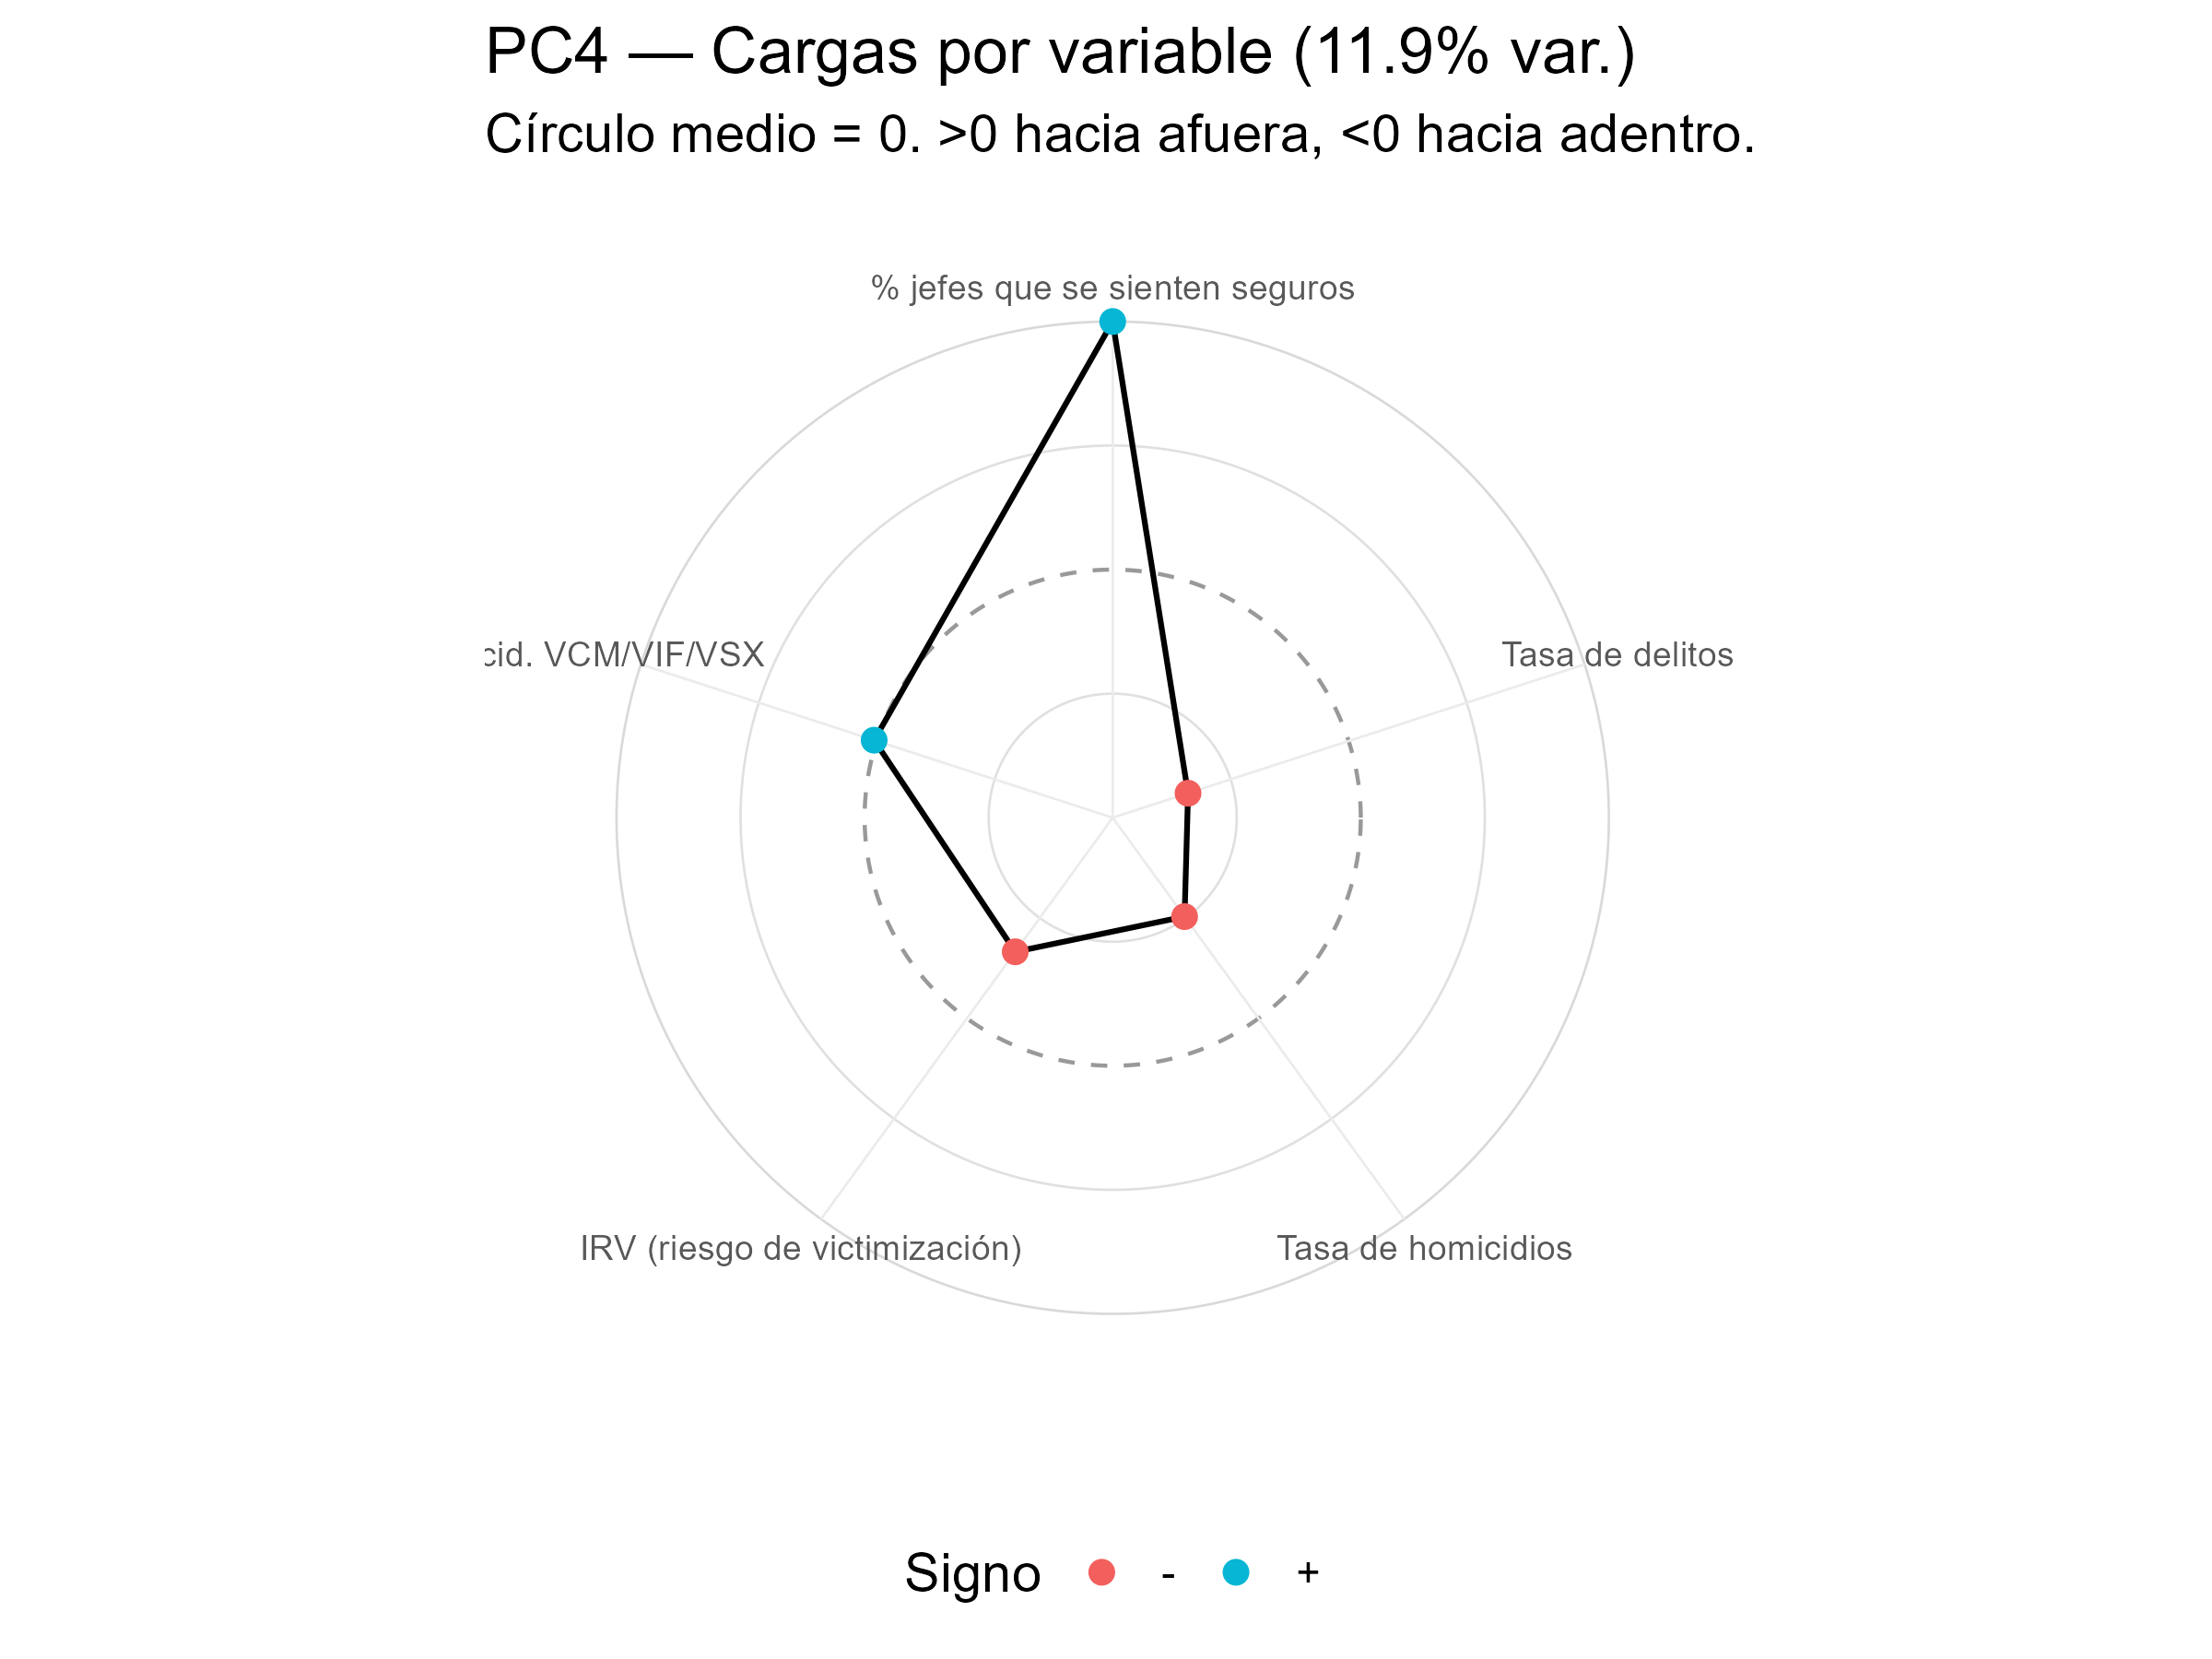 PC4 — Cargas por variable (11.9% var.)
Círculo medio = 0. >0 hacia afuera, <0 hacia adentro.
% jefes que se sienten seguros
cid. VCM/VIF/VSX
Tasa de delitos
IRV (riesgo de victimización)
Tasa de homicidios
Signo - +